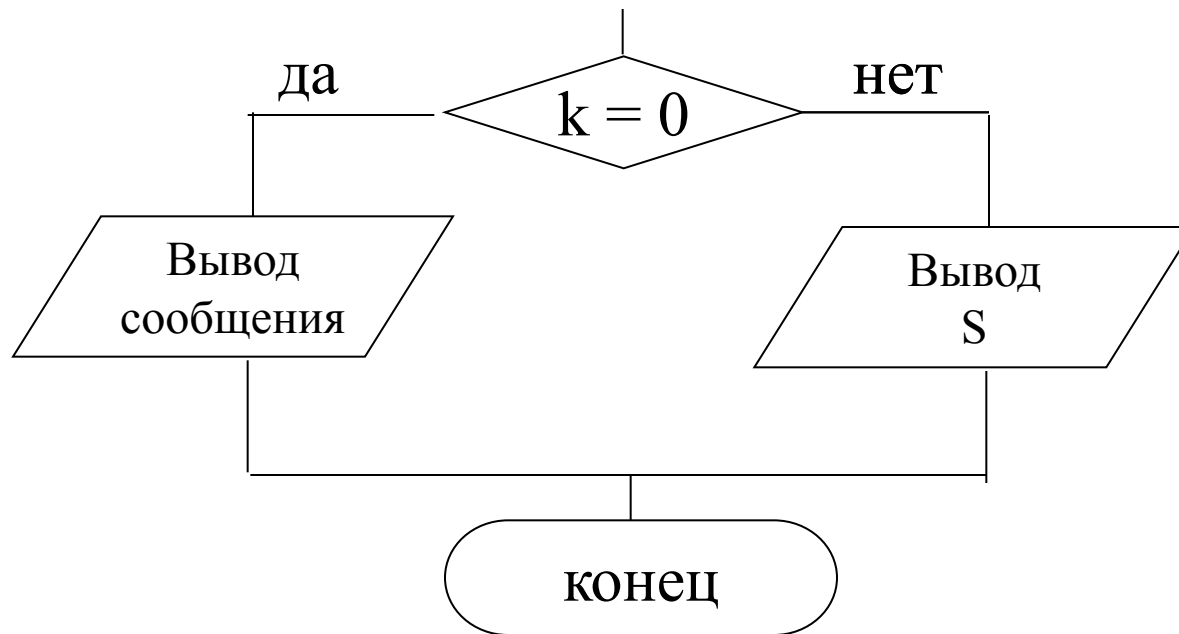 да
k = 0
нет
Вывод
сообщения
Вывод
S
конец